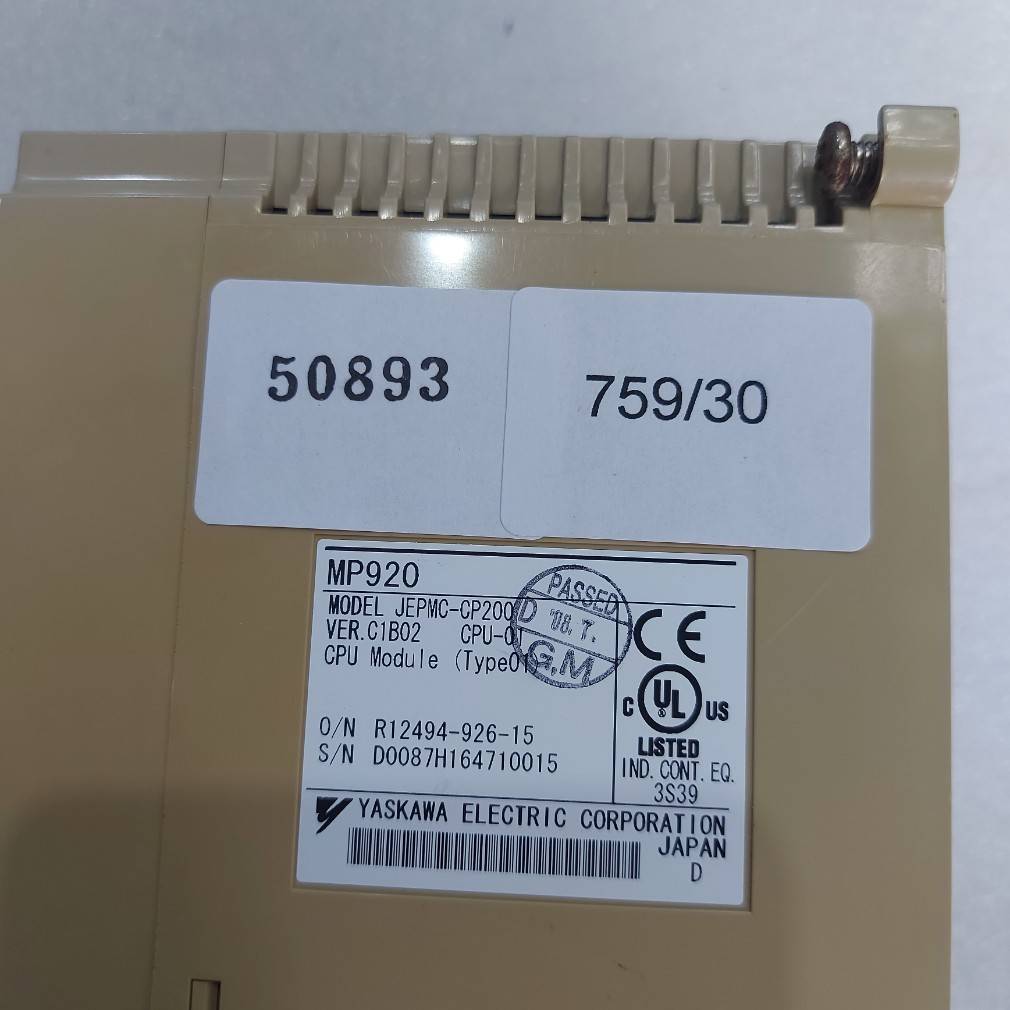 50893
759/30
MP920
MODEL JEPMC-CP200
VER.C1B02 CPU-01
CPU Module (Type01)
PASSED
D '08.7.
G.M
CE
C UL US
LISTED
IND. CONT. EQ.
3S39
O/N R12494-926-15
S/N D0087H164710015
YASKAWA ELECTRIC CORPORATION
JAPAN
D